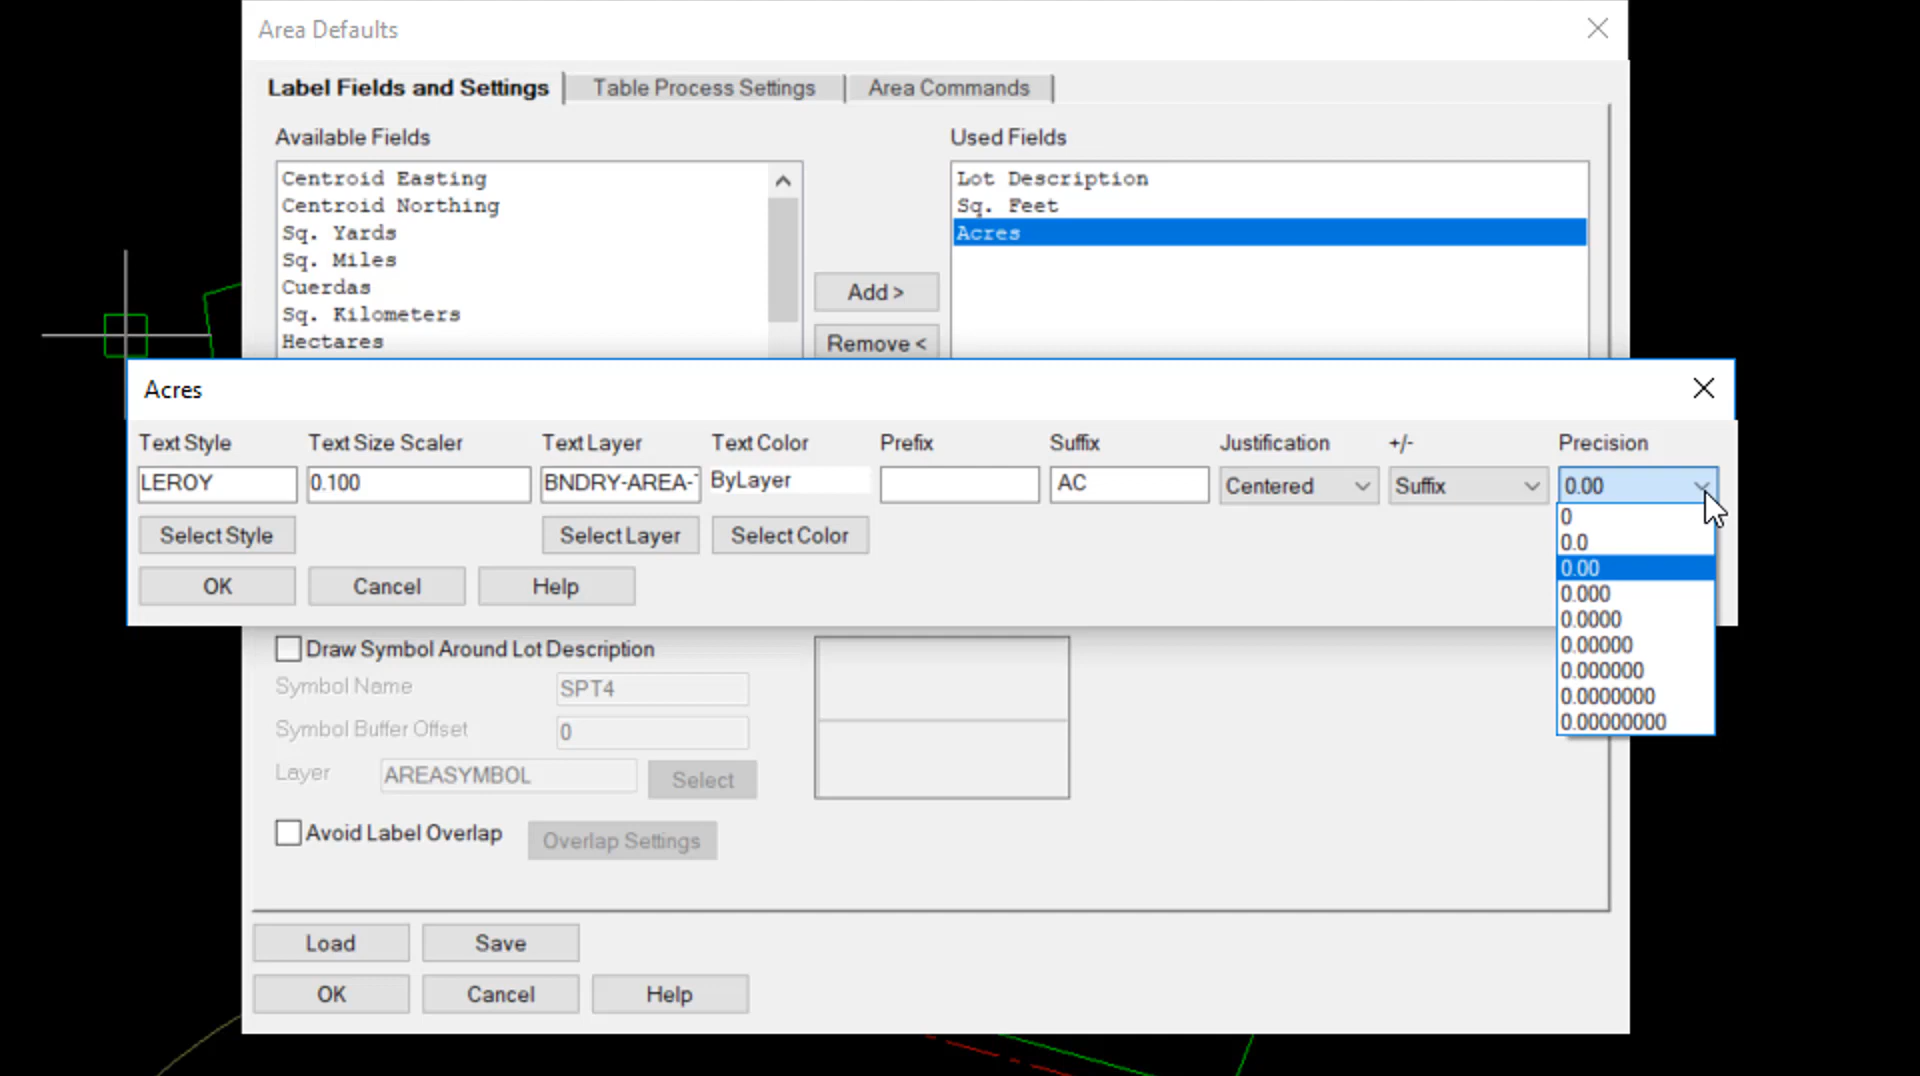 Area Defaults
Label Fields and Settings
Table Process Settings
Area Commands
Available Fields
Used Fields
Centroid Easting
Centroid Northing
Sq. Yards
Sq. Miles
Cuerdas
Sq. Kilometers
Hectares
Add >
Remove <
Lot Description
Sq. Feet
Acres
Acres
Text Style
Text Size Scaler
Text Layer
Text Color
Prefix
Suffix
Justification
+/-
Precision
LEROY
0.100
BNDRY-AREA-
ByLayer
AC
Centered
Suffix
0.00
Select Style
Select Layer
Select Color
OK
Cancel
Help
0
0.0
0.00
0.000
0.0000
0.00000
0.000000
0.0000000
0.00000000
Draw Symbol Around Lot Description
Symbol Name
SPT4
Symbol Buffer Offset
0
Layer
AREASYMBOL
Select
Avoid Label Overlap
Overlap Settings
Load
Save
OK
Cancel
Help